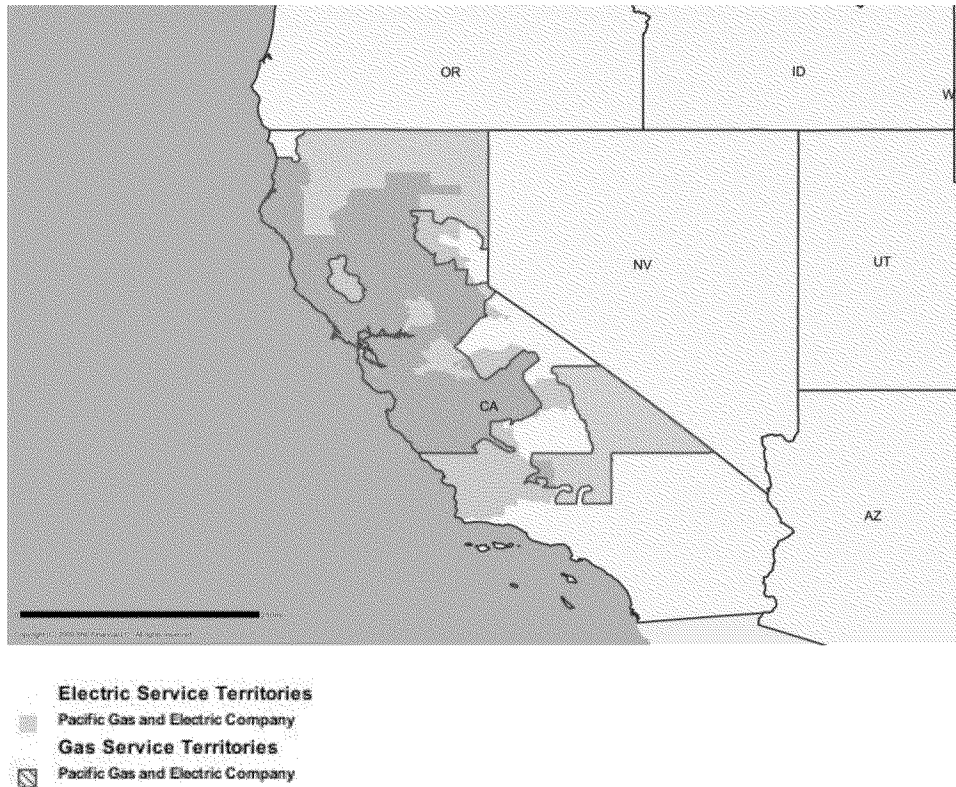 OR
ID
W
NV
UT
CA
AZ
Electric Service Territories
Pacific Gas and Electric Company
Gas Service Territories
Pacific Gas and Electric Company